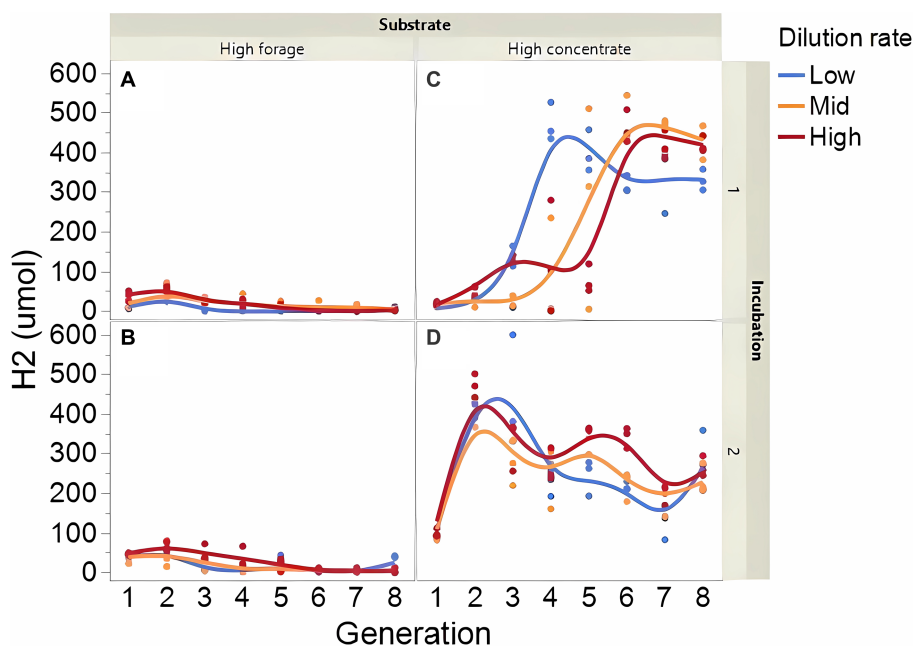 Substrate
High forage
High concentrate
Dilution rate
Low
Mid
High
A
C
600
500
400
300
200
100
0
1
B
D
600
500
400
300
200
100
0
2
H2 (umol)
Incubation
1 2 3 4 5 6 7 8
1 2 3 4 5 6 7 8
Generation